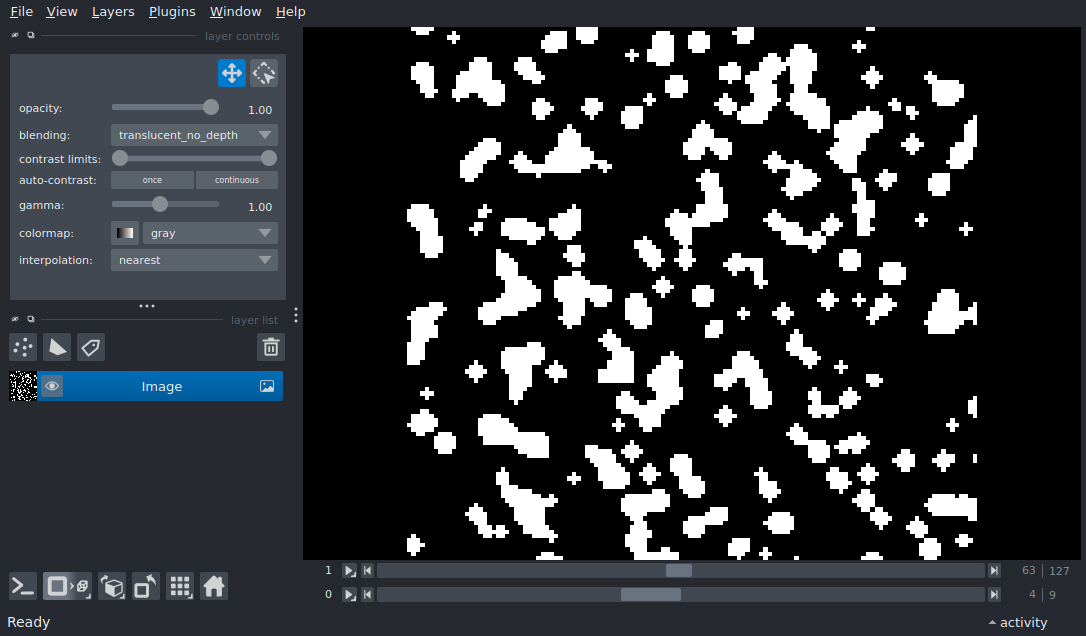 File View Layers Plugins Window Help
layer controls
opacity: 1.00
blending: translucent_no_depth
contrast limits:
auto-contrast: once continuous
gamma: 1.00
colormap: gray
interpolation: nearest
layer list
Image
1 63 127
0 4 9
Ready activity